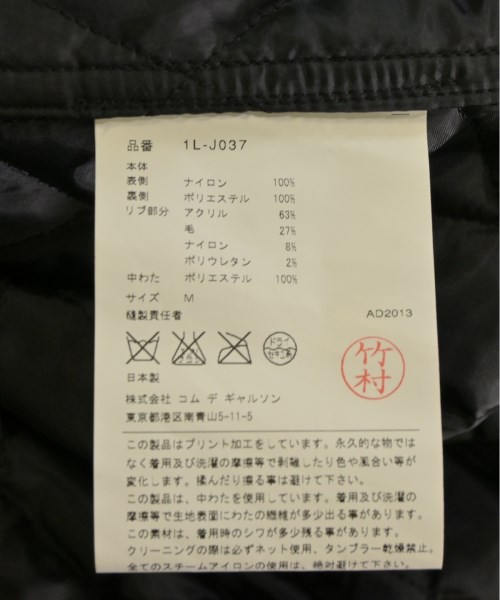 品番 1L-J037
本体
表側 ナイロン 100%
裏側 ポリエステル 100%
リブ部分 アクリル 63%
毛 27%
ナイロン 8%
ポリウレタン 2%
中わた ポリエステル 100%
サイズ M
縫製責任者 AD2013
エンソ
ドライ
セキユ系
竹村
日本製
株式会社 コム デ ギャルソン
東京都港区南青山5-11-5
この製品はプリント加工をしています。永久的な物では
なく着用及び洗濯の摩擦等で剥離したり色や風合い等が
変化します。揉んだり擦る事は避けて下さい。
この製品は、中わたを使用しています。着用及び洗濯の
摩擦等で生地表面にわたの繊維が多少出る事があります。
この素材は、着用時のシワが多少残る事があります。
クリーニングの際は必ずネット使用、タンブラー乾燥禁止。
全てのスチームアイロンの使用は、絶対避けて下さい。